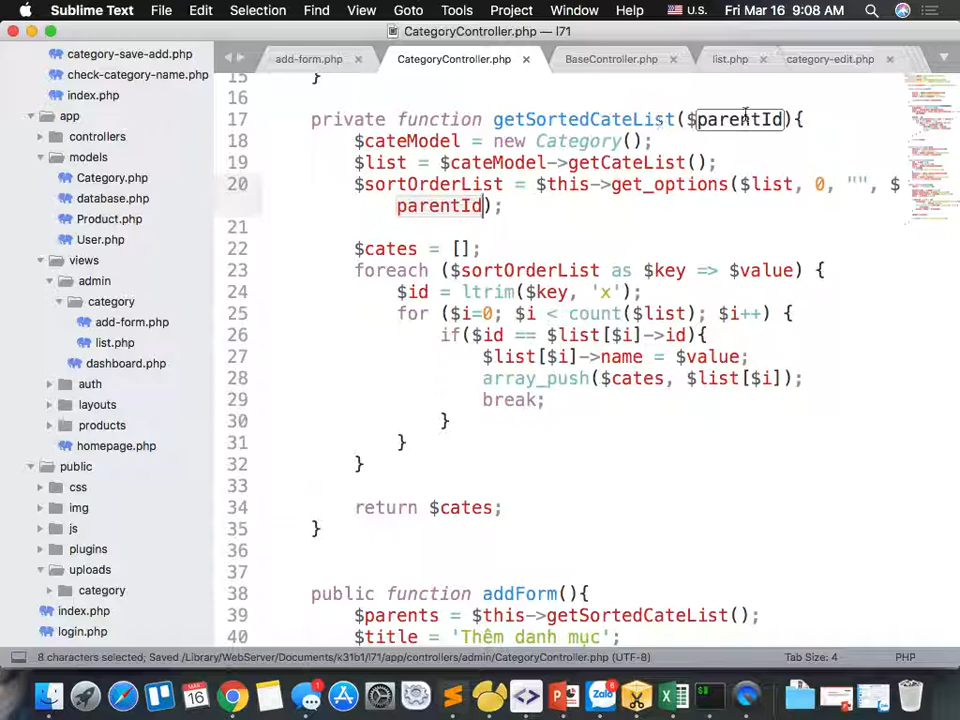 Sublime Text File Edit Selection Find View Goto Tools Project Window Help U.S. Fri Mar 16 9:08 AM
CategoryController.php — l71
category-save-add.php
check-category-name.php
index.php
app
controllers
models
Category.php
database.php
Product.php
User.php
views
admin
category
add-form.php
list.php
dashboard.php
auth
layouts
products
homepage.php
public
css
img
js
plugins
uploads
category
index.php
login.php
add-form.php CategoryController.php BaseController.php list.php category-edit.php
15 }
16
17 private function getSortedCateList($parentId){
18 $cateModel = new Category();
19 $list = $cateModel->getCateList();
20 $sortOrderList = $this->get_options($list, 0, "", $
parentId);
21
22 $cates = [];
23 foreach ($sortOrderList as $key => $value) {
24 $id = ltrim($key, 'x');
25 for ($i=0; $i < count($list); $i++) {
26 if($id == $list[$i]->id){
27 $list[$i]->name = $value;
28 array_push($cates, $list[$i]);
29 break;
30 }
31 }
32 }
33
34 return $cates;
35 }
36
37
38 public function addForm(){
39 $parents = $this->getSortedCateList();
40 $title = 'Thêm danh mục';
8 characters selected; Saved /Library/WebServer/Documents/k31b1/l71/app/controllers/admin/CategoryController.php (UTF-8) Tab Size: 4 PHP
MAR
16
1
Zalo
6